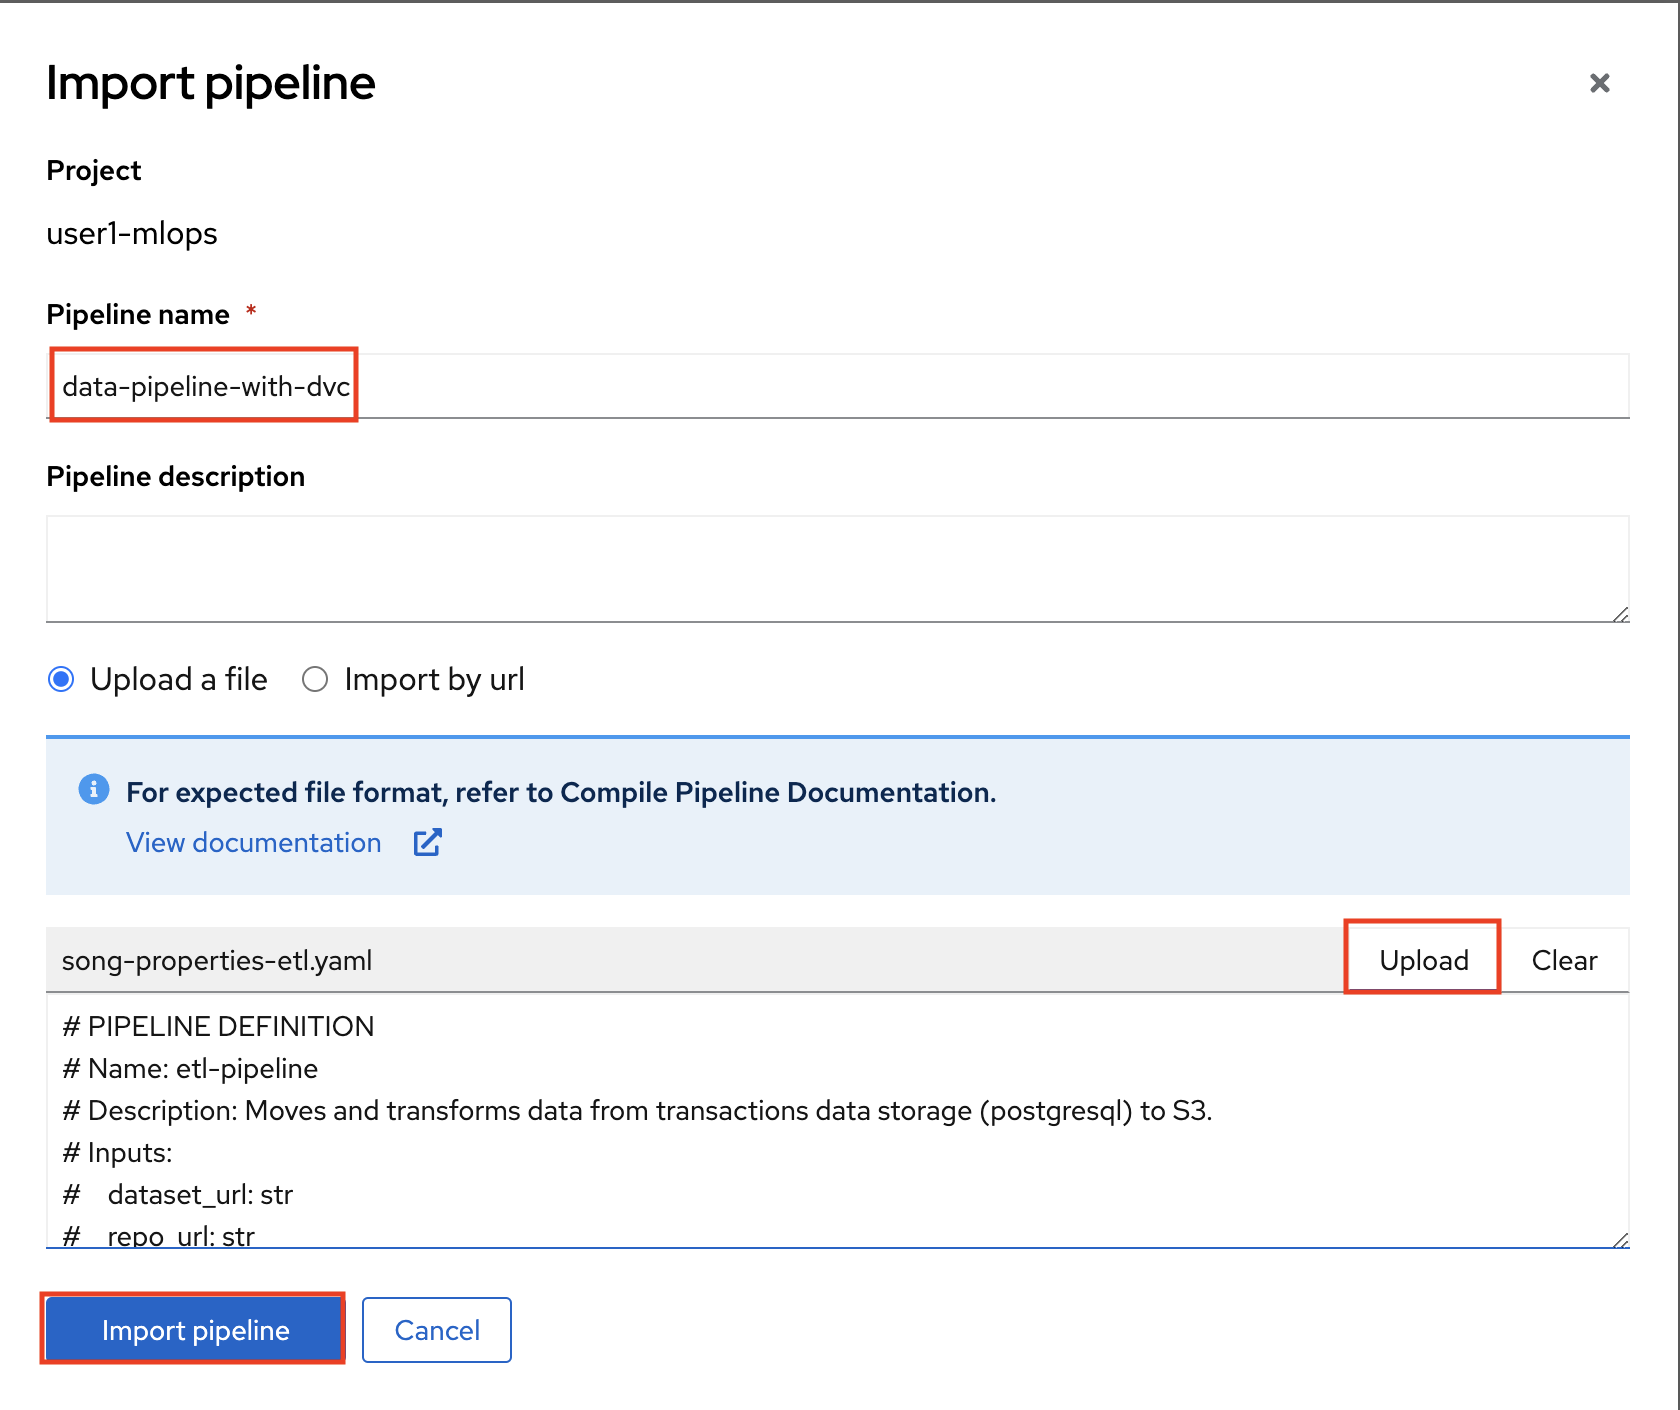 Import pipeline
Project
user1-mlops
Pipeline name *
data-pipeline-with-dvc
Pipeline description
Upload a file Import by url
For expected file format, refer to Compile Pipeline Documentation.
View documentation
song-properties-etl.yaml Upload Clear
# PIPELINE DEFINITION
# Name: etl-pipeline
# Description: Moves and transforms data from transactions data storage (postgresql) to S3.
# Inputs:
#    dataset_url: str
#    repo_url: str
Import pipeline Cancel